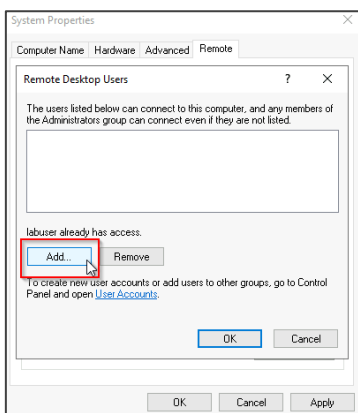 System Properties
Computer Name Hardware Advanced Remote
Remote Desktop Users ?
The users listed below can connect to this computer, and any members of
the Administrators group can connect even if they are not listed.
labuser already has access.
Add... Remove
To create new user accounts or add users to other groups, go to Control
Panel and open User Accounts.
OK Cancel
OK Cancel Apply